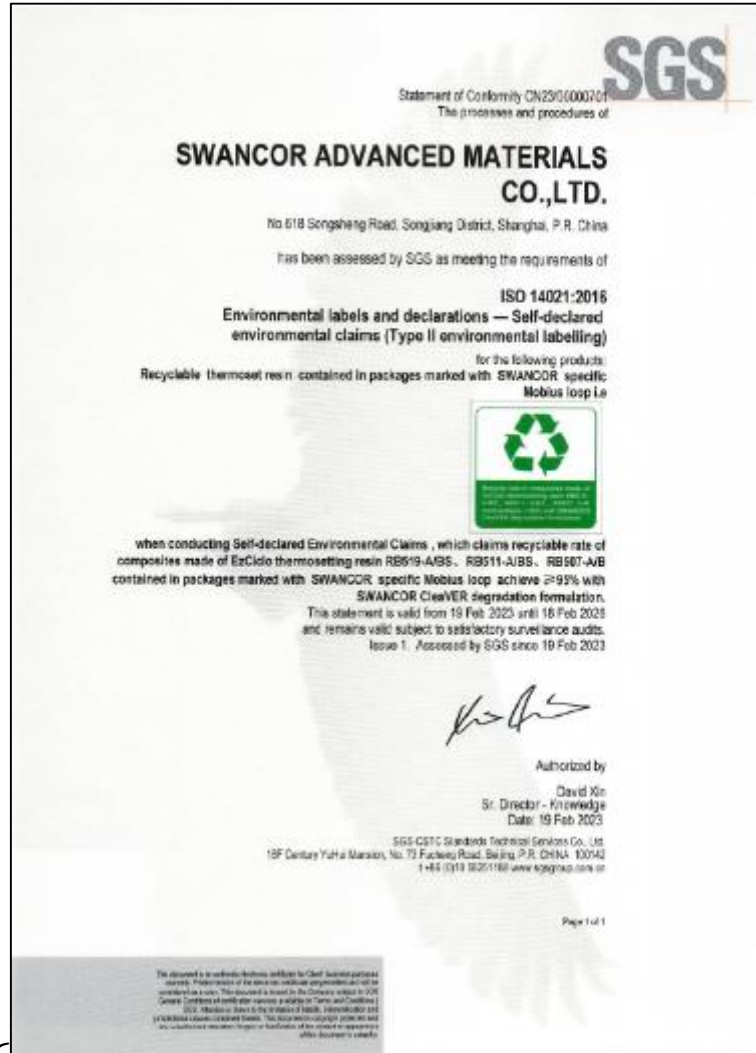 SGS
Statement of Conformity CN23/00000701
The processes and procedures of
SWANCOR ADVANCED MATERIALS
CO.,LTD.
No.618 Songsheng Road, Songjiang District, Shanghai, P.R. China
has been assessed by SGS as meeting the requirements of
ISO 14021:2016
Environmental labels and declarations — Self-declared
environmental claims (Type II environmental labelling)
for the following products:
Recyclable thermoset resin contained in packages marked with SWANCOR specific
Mobius loop i.e
when conducting Self-declared Environmental Claims , which claims recyclable rate of
composites made of EzCiclo thermosetting resin RB519-A/BS、RB511-A/BS、RB507-A/B
contained in packages marked with SWANCOR specific Mobius loop achieve ≥95% with
SWANCOR CleaVER degradation formulation.
This statement is valid from 19 Feb 2023 until 18 Feb 2026
and remains valid subject to satisfactory surveillance audits.
Issue 1. Assessed by SGS since 19 Feb 2023
Authorized by
David Xin
Sr. Director - Knowledge
Date: 19 Feb 2023
SGS-CSTC Standards Technical Services Co., Ltd.
16F Century YuHui Mansion, No. 73 Fucheng Road, Beijing, P.R. CHINA 100142
www.sgsgroup.com.cn
Page 1 of 1